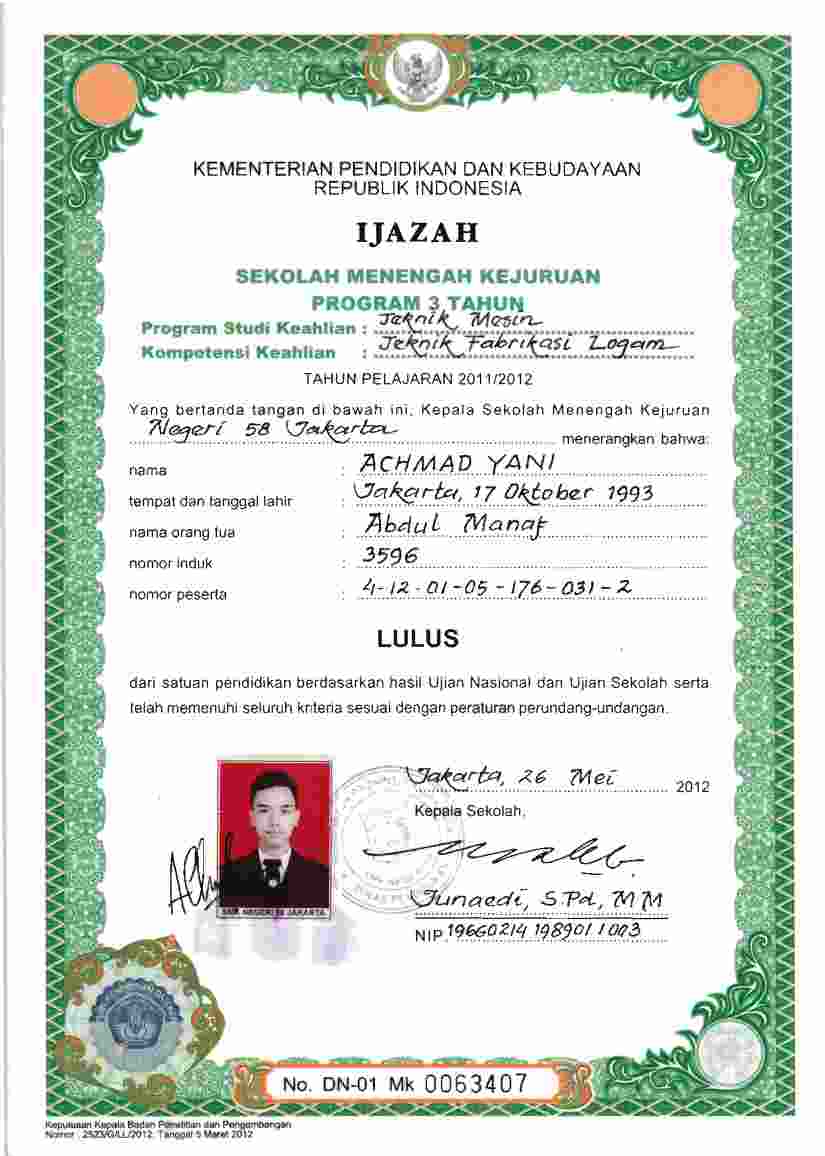 KEMENTERIAN PENDIDIKAN DAN KEBUDAYAAN
REPUBLIK INDONESIA
IJAZAH
SEKOLAH MENENGAH KEJURUAN
PROGRAM 3 TAHUN
Program Studi Keahlian : Teknik Mesin
Kompetensi Keahlian : Teknik Fabrikasi Logam
TAHUN PELAJARAN 2011/2012
Yang bertanda tangan di bawah ini, Kepala Sekolah Menengah Kejuruan
Negeri 58 Jakarta menerangkan bahwa:
nama : ACHMAD YANI
tempat dan tanggal lahir : Jakarta, 17 Oktober 1993
nama orang tua : Abdul Manaf
nomor induk : 3596
nomor peserta : 4-12-01-05-176-031-2
LULUS
dari satuan pendidikan berdasarkan hasil Ujian Nasional dan Ujian Sekolah serta
telah memenuhi seluruh kriteria sesuai dengan peraturan perundang-undangan.
Jakarta, 26 Mei 2012
Kepala Sekolah,
SMK NEGERI 58 JAKARTA
Junaedi, S.Pd, MM
NIP. 19660214 198901 1 003
No. DN-01 Mk 0063407
Keputusan Kepala Badan Penelitian dan Pengembangan
Nomor : 2523/G/LL/2012, Tanggal 5 Maret 2012